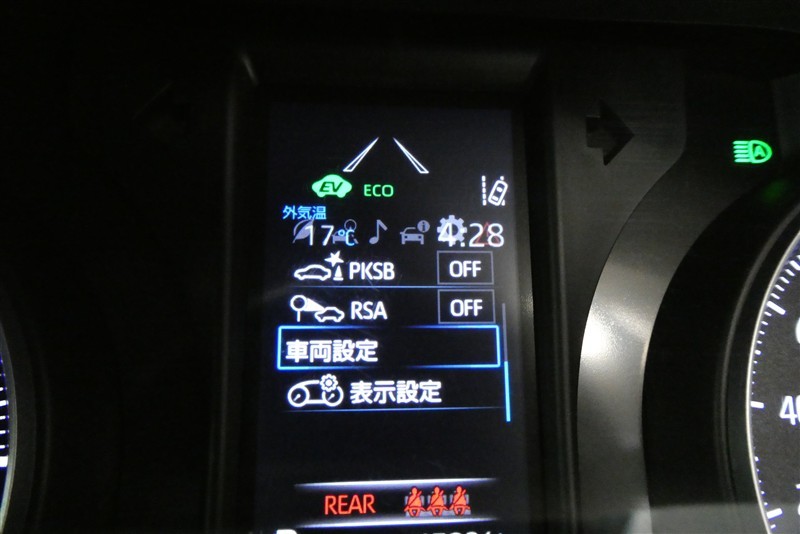 EV ECO
外気温
17℃ 4:28
PKSB OFF
RSA OFF
車両設定
表示設定
REAR
A